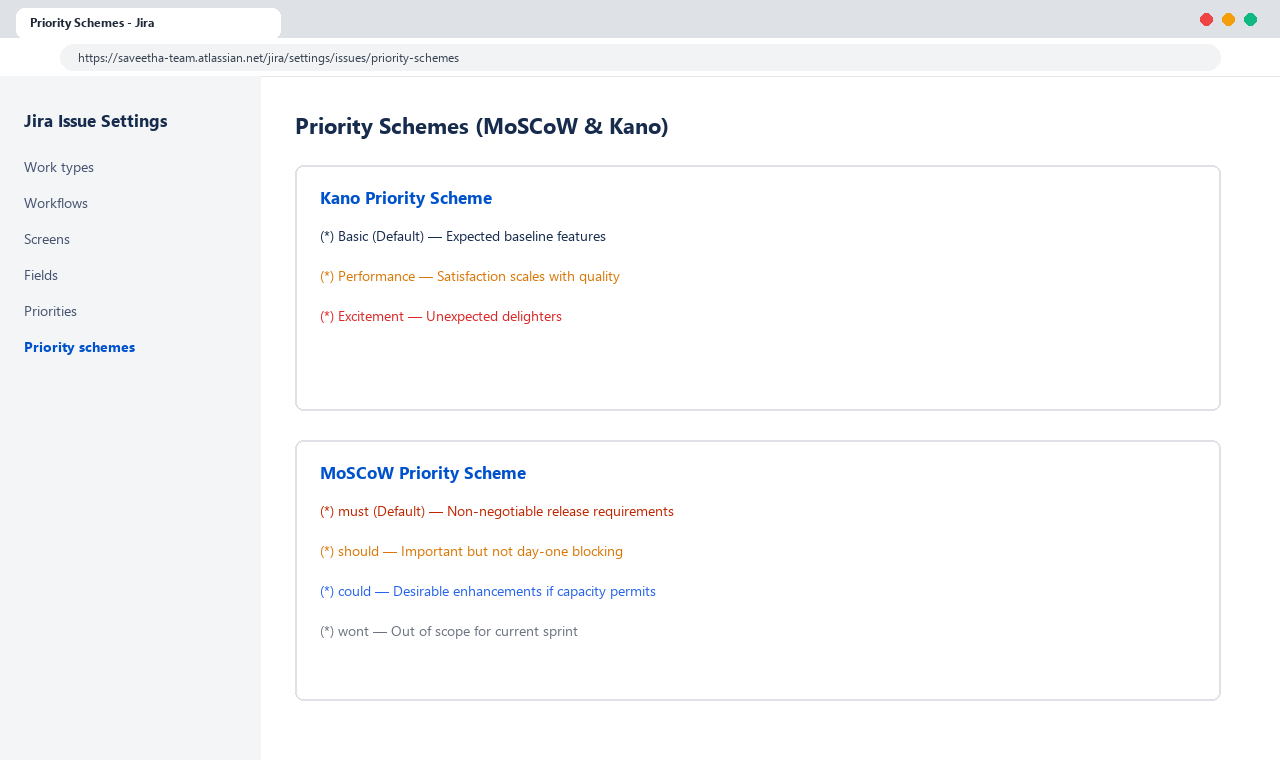 Priority Schemes - Jira
https://saveetha-team.atlassian.net/jira/settings/issues/priority-schemes
Jira Issue Settings
Work types
Workflows
Screens
Fields
Priorities
Priority schemes
Priority Schemes (MoSCoW & Kano)
Kano Priority Scheme
(*) Basic (Default) — Expected baseline features
(*) Performance — Satisfaction scales with quality
(*) Excitement — Unexpected delighters
MoSCoW Priority Scheme
(*) must (Default) — Non-negotiable release requirements
(*) should — Important but not day-one blocking
(*) could — Desirable enhancements if capacity permits
(*) wont — Out of scope for current sprint